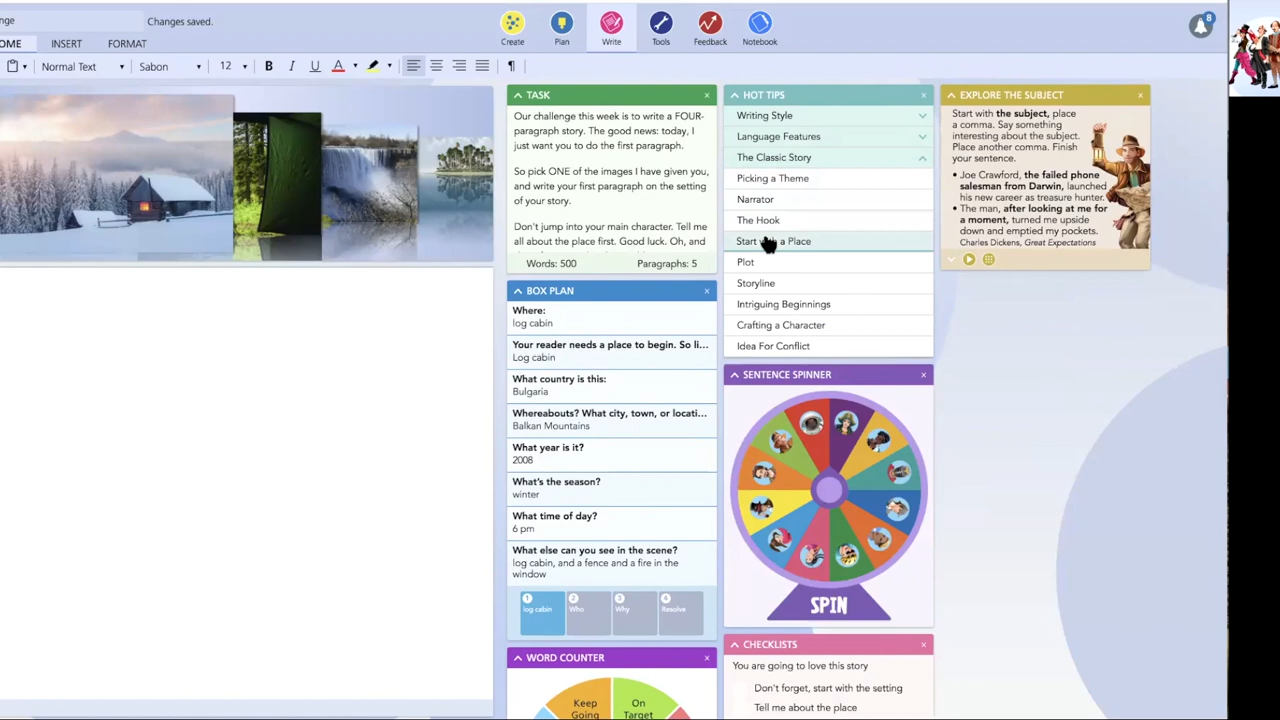 nge
Changes saved.
Create
Plan
Write
Tools
Feedback
Notebook
8
OME
INSERT
FORMAT
Normal Text
Sabon
12
B
I
U
A
¶
TASK
×
Our challenge this week is to write a FOUR-
paragraph story. The good news: today, I
just want you to do the first paragraph.
So pick ONE of the images I have given you,
and write your first paragraph on the setting
of your story.
Don't jump into your main character. Tell me
all about the place first. Good luck. Oh, and
Words: 500
Paragraphs: 5
BOX PLAN
×
Where:
log cabin
Your reader needs a place to begin. So li...
Log cabin
What country is this:
Bulgaria
Whereabouts? What city, town, or locati...
Balkan Mountains
What year is it?
2008
What's the season?
winter
What time of day?
6 pm
What else can you see in the scene?
log cabin, and a fence and a fire in the
window
1
log cabin
2
Who
3
Why
4
Resolve
WORD COUNTER
×
Keep
Going
On
Target
HOT TIPS
×
Writing Style
Language Features
The Classic Story
Picking a Theme
Narrator
The Hook
Start a Place
Plot
Storyline
Intriguing Beginnings
Crafting a Character
Idea For Conflict
SENTENCE SPINNER
×
SPIN
CHECKLISTS
×
You are going to love this story
Don't forget, start with the setting
Tell me about the place
EXPLORE THE SUBJECT
×
Start with the subject, place
a comma. Say something
interesting about the subject.
Place another comma. Finish
your sentence.
• Joe Crawford, the failed phone
salesman from Darwin, launched
his new career as treasure hunter.
• The man, after looking at me for
a moment, turned me upside
down and emptied my pockets.
Charles Dickens, Great Expectations